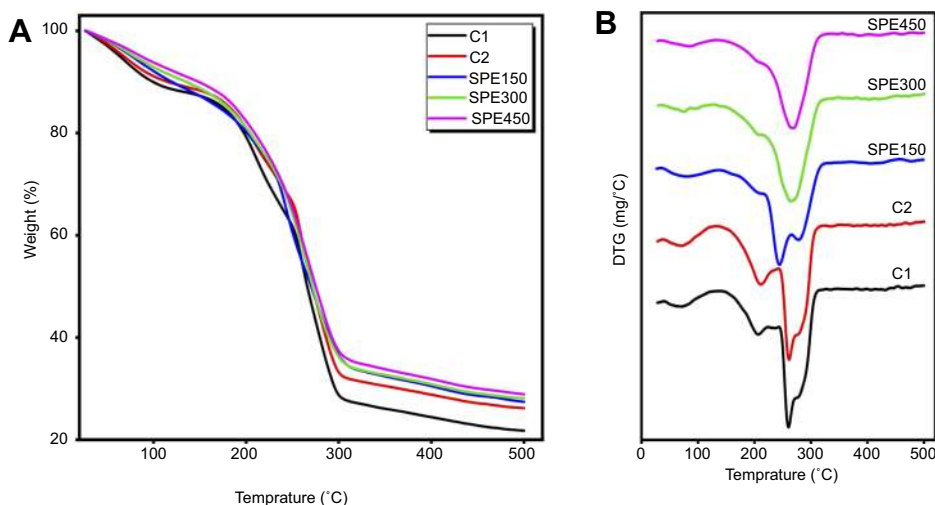 A
100
80
60
40
20
Weight (%)
100
200
300
400
500
Temprature (˚C)
C1
C2
SPE150
SPE300
SPE450
B
SPE450
SPE300
SPE150
C2
C1
DTG (mg/˚C)
0
100
200
300
400
500
Temprature (˚C)